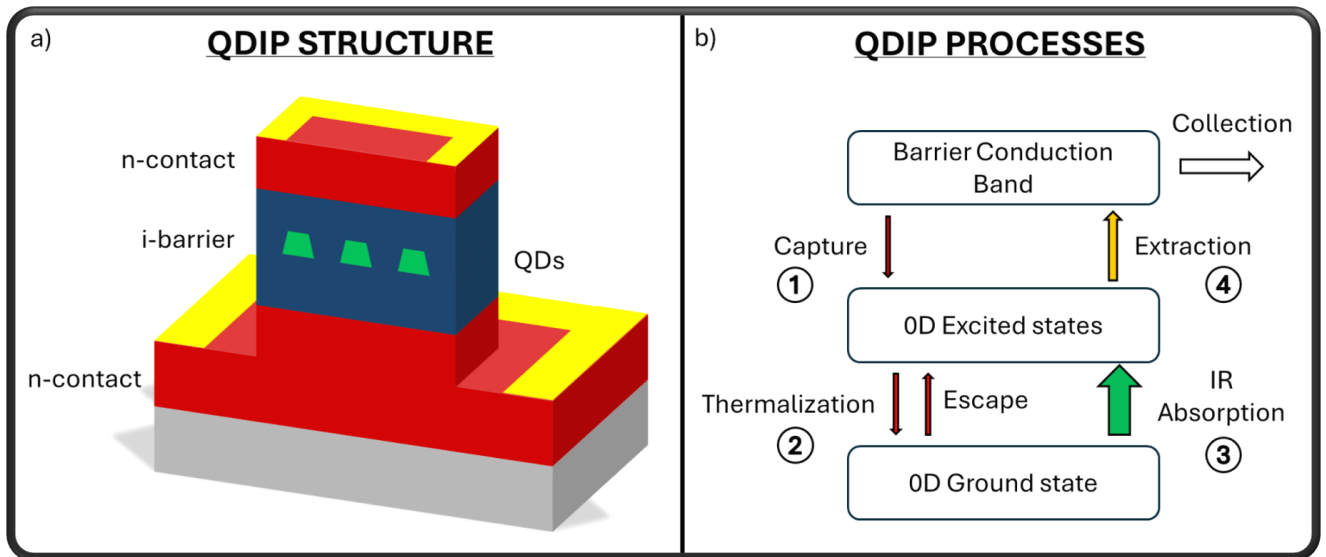 a)
QDIP STRUCTURE
n-contact
i-barrier
QDs
n-contact
b)
QDIP PROCESSES
Collection
Barrier Conduction
Band
Capture
1
Extraction
4
0D Excited states
Thermalization
2
Escape
IR
Absorption
3
0D Ground state